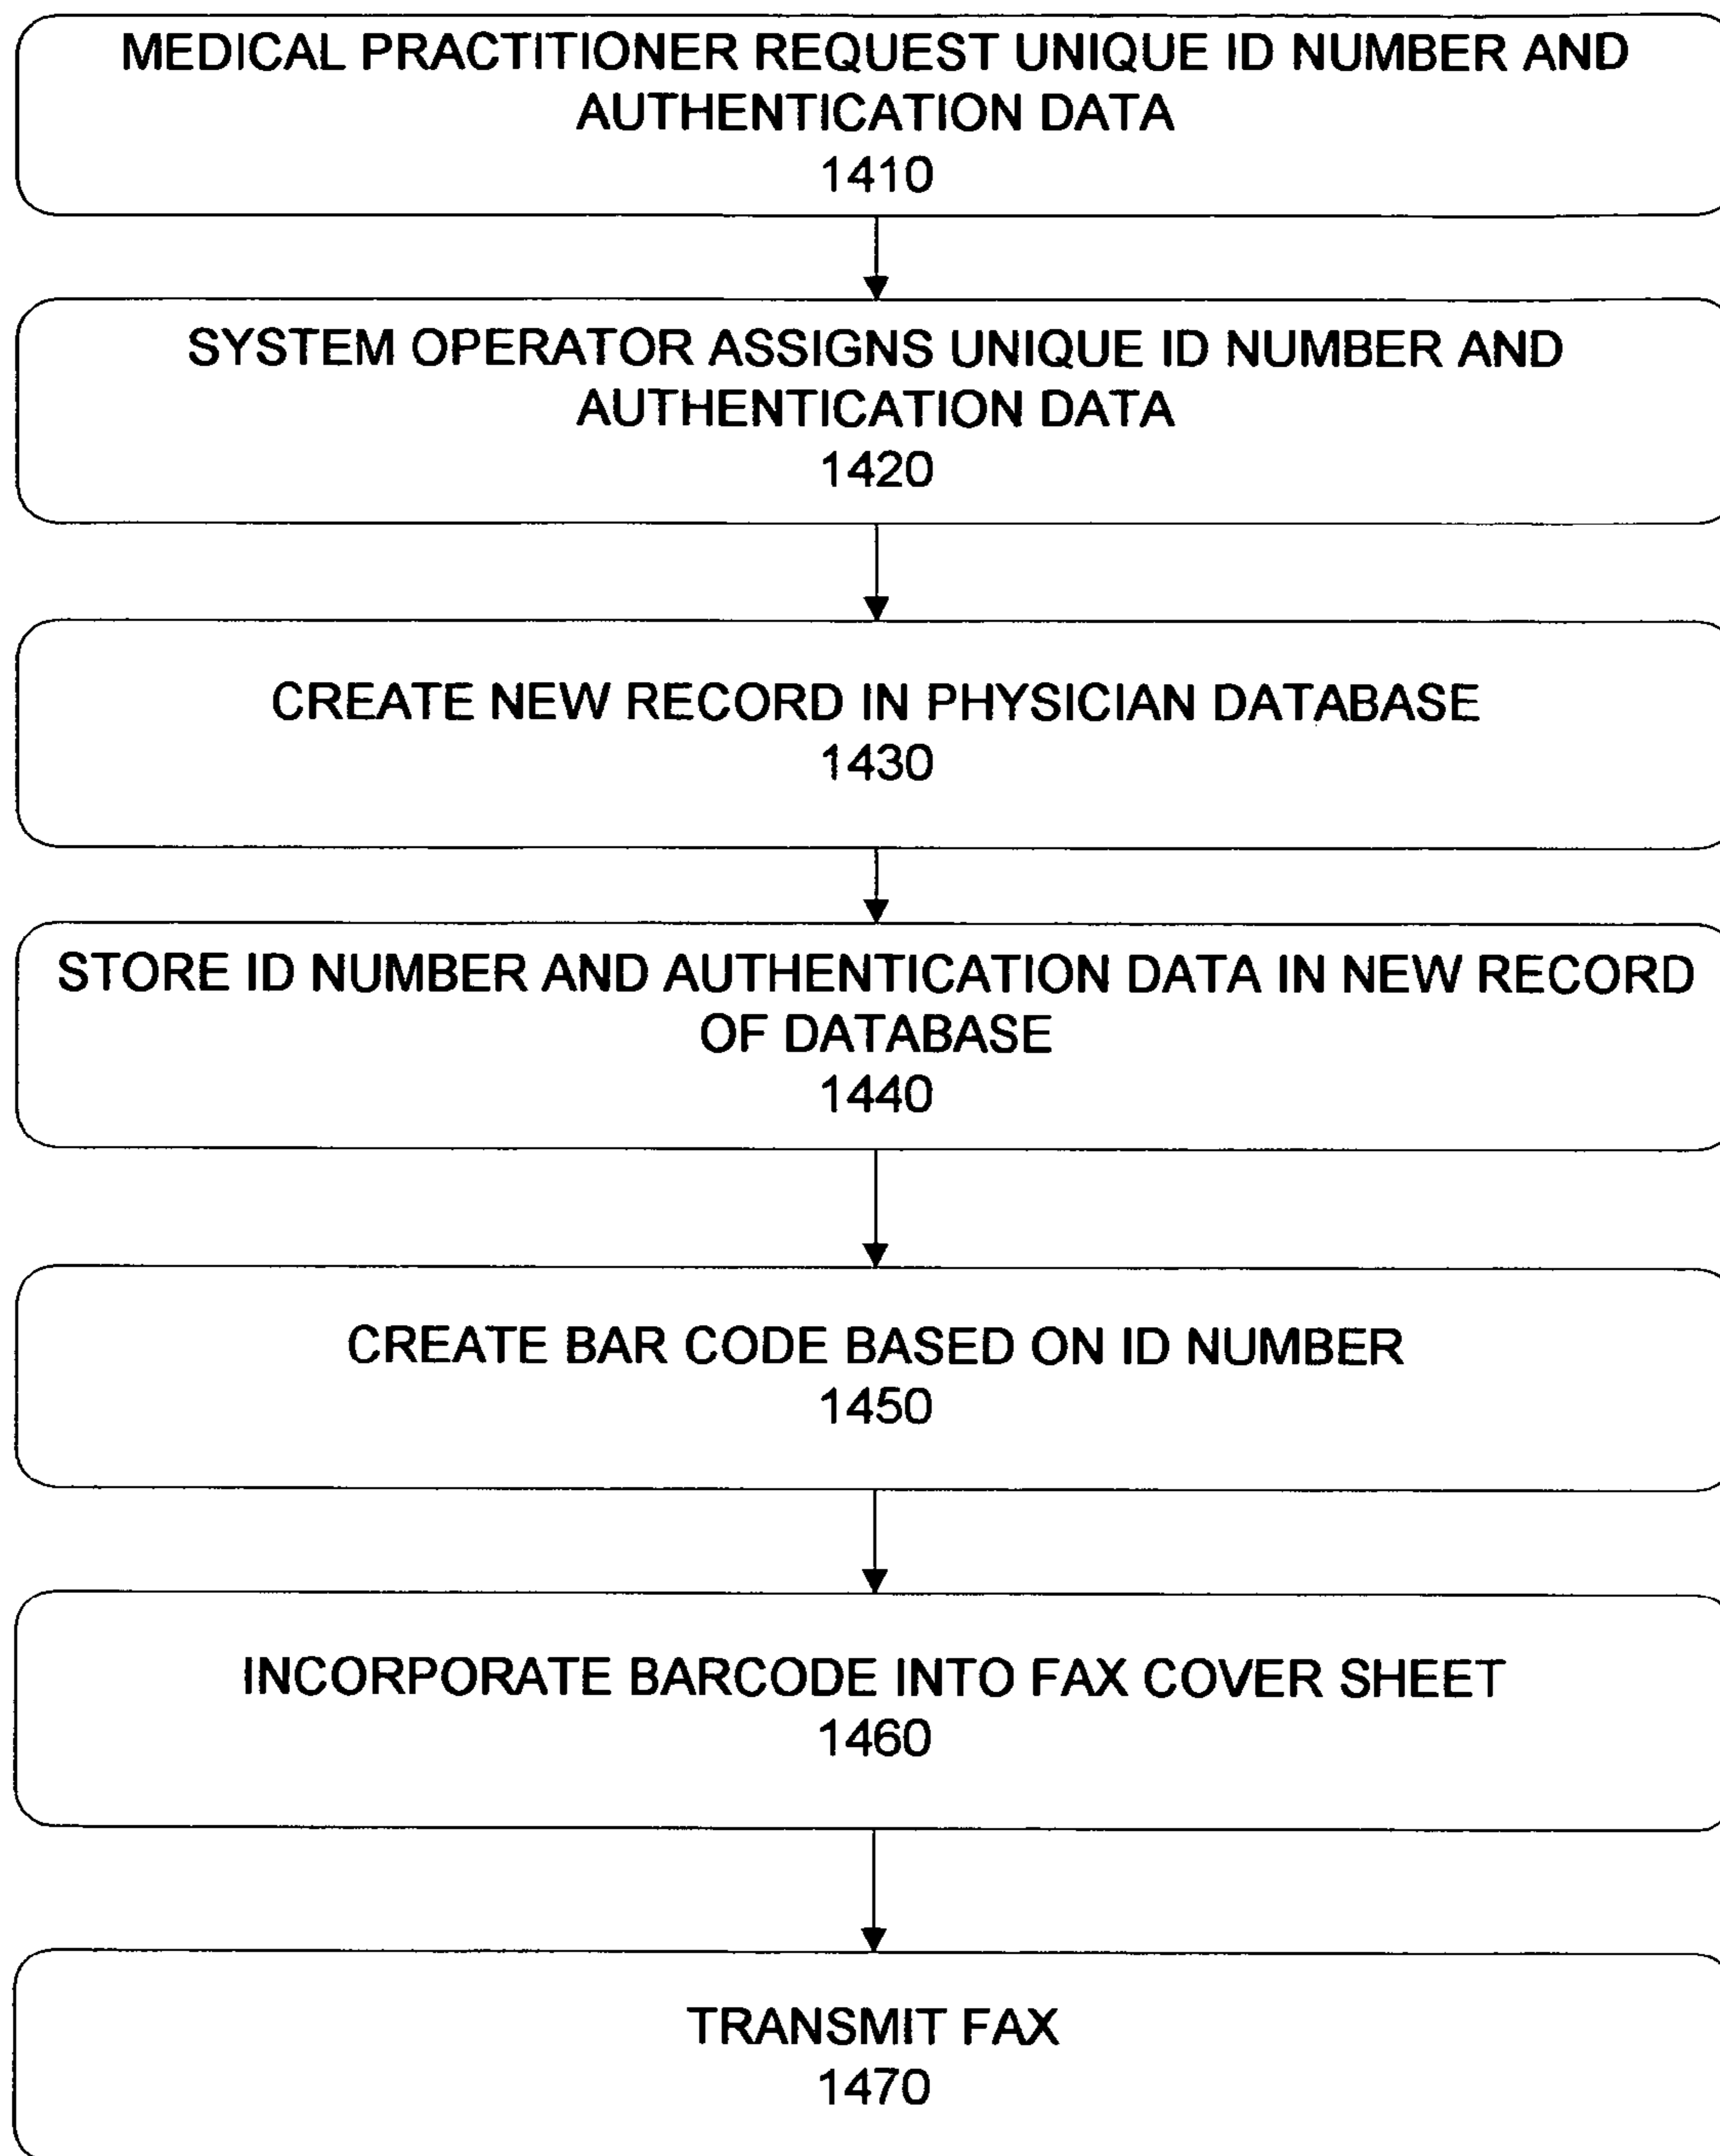 MEDICAL PRACTITIONER REQUEST UNIQUE ID NUMBER AND
AUTHENTICATION DATA
1410
SYSTEM OPERATOR ASSIGNS UNIQUE ID NUMBER AND
AUTHENTICATION DATA
1420
CREATE NEW RECORD IN PHYSICIAN DATABASE
1430
STORE ID NUMBER AND AUTHENTICATION DATA IN NEW RECORD
OF DATABASE
1440
CREATE BAR CODE BASED ON ID NUMBER
1450
INCORPORATE BARCODE INTO FAX COVER SHEET
1460
TRANSMIT FAX
1470